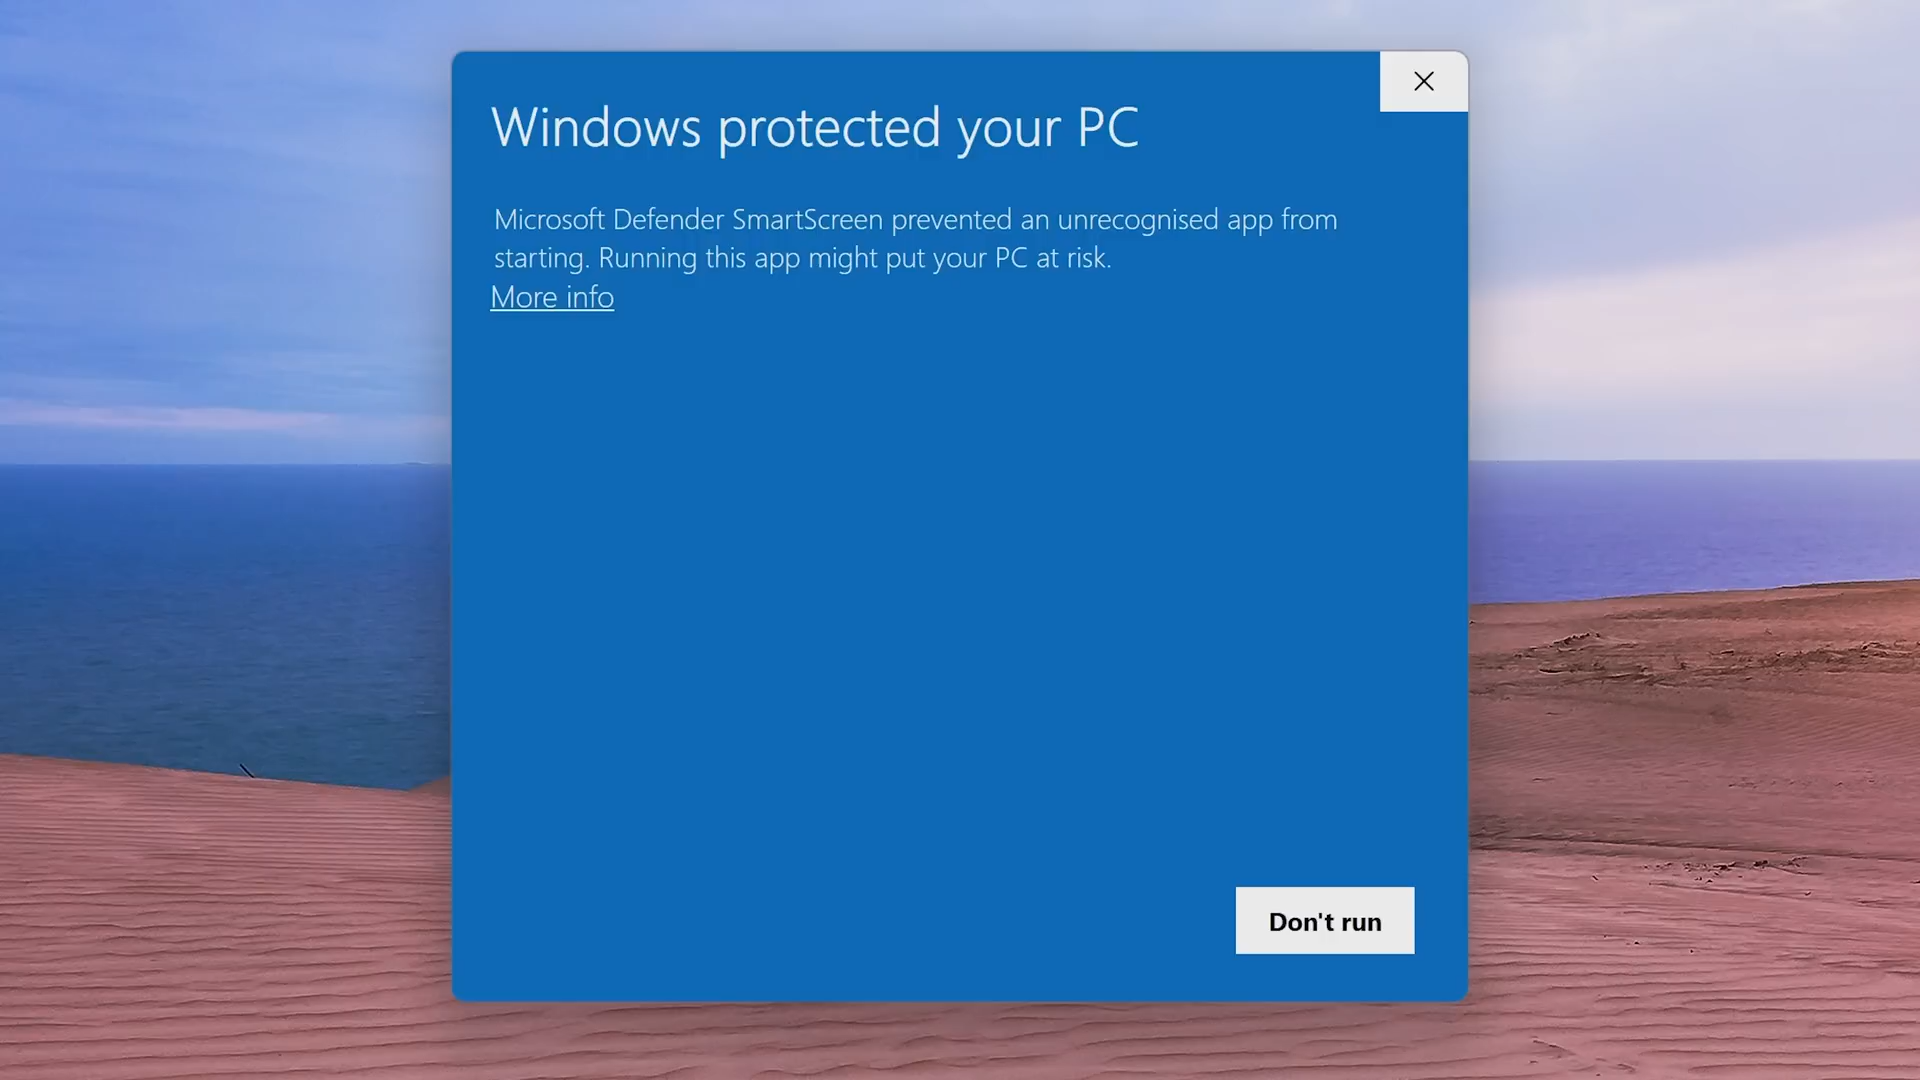 Windows protected your PC
Microsoft Defender SmartScreen prevented an unrecognised app from
starting. Running this app might put your PC at risk.
More info
Don't run